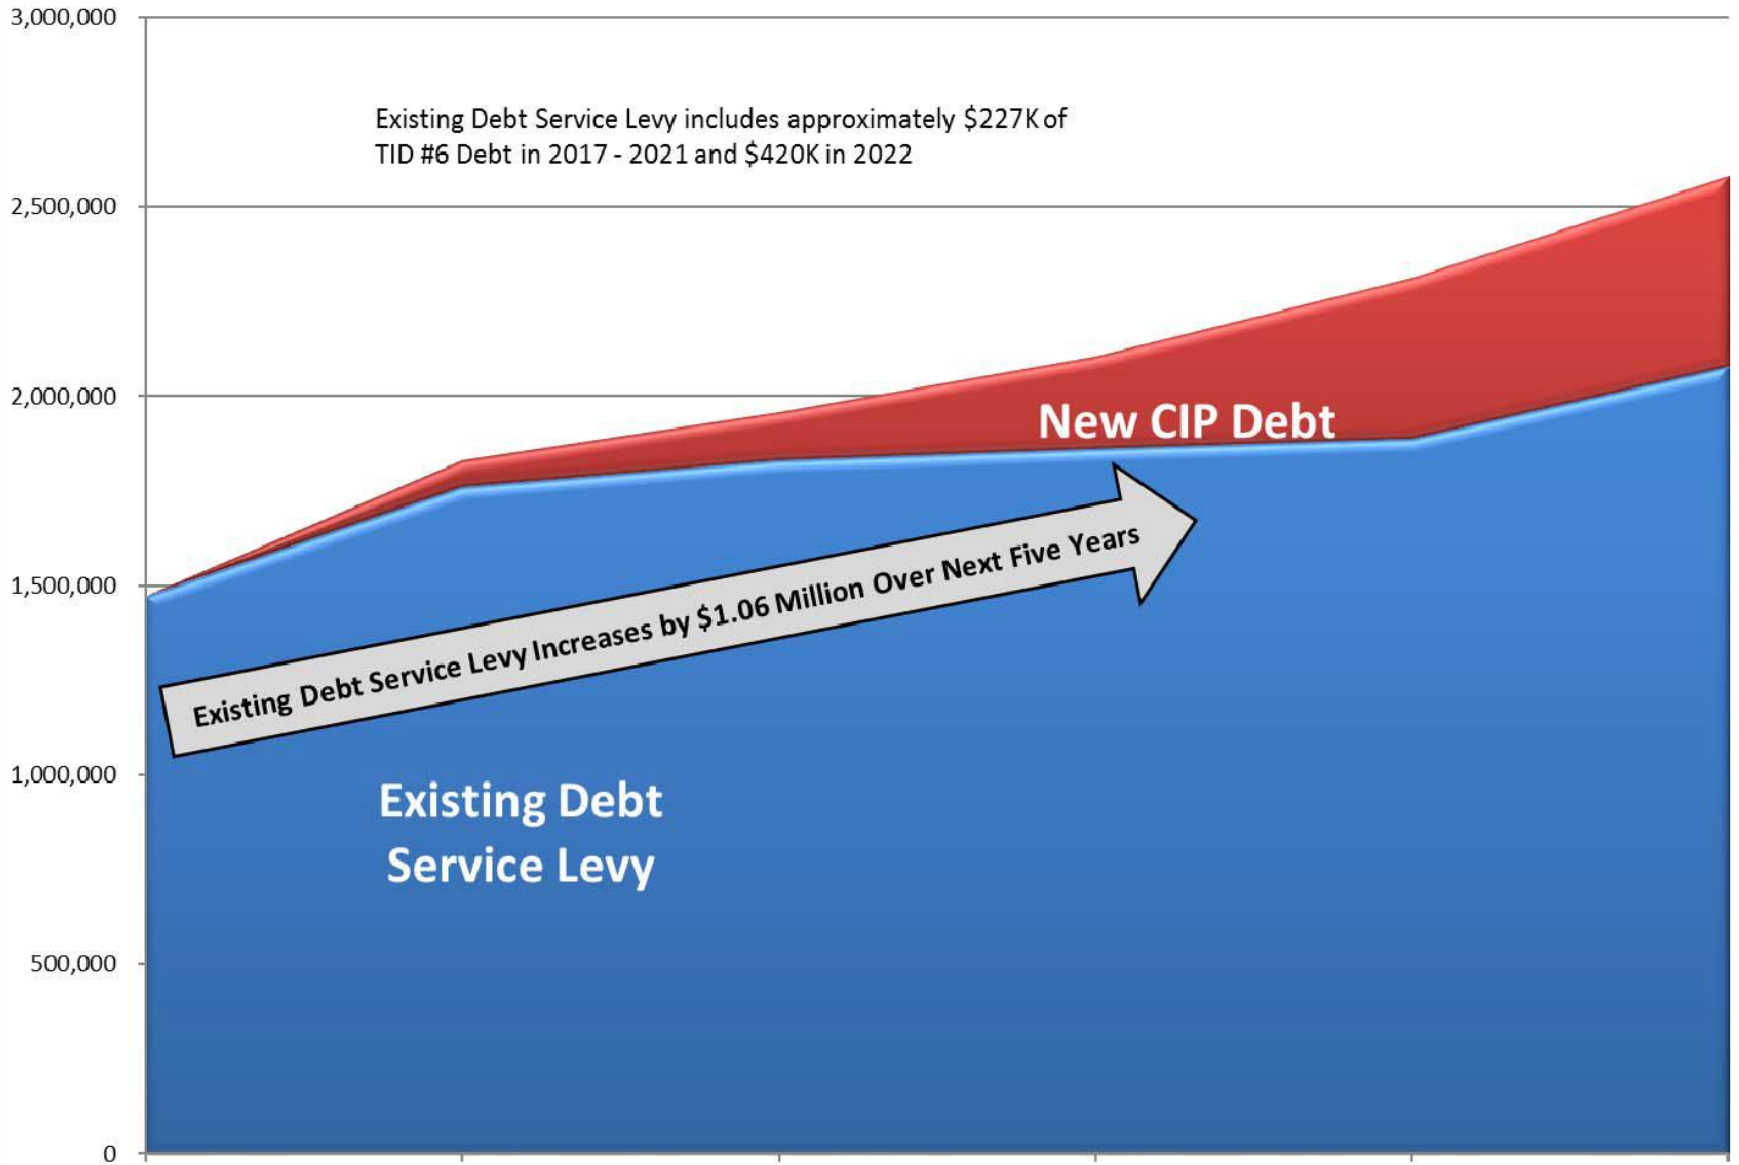 3,000,000
Existing Debt Service Levy includes approximately $227K of
TID #6 Debt in 2017 - 2021 and $420K in 2022
2,500,000
2,000,000
New CIP Debt
1,500,000
Existing Debt Service Levy Increases by $1.06 Million Over Next Five Years
1,000,000
Existing Debt
Service Levy
500,000
0